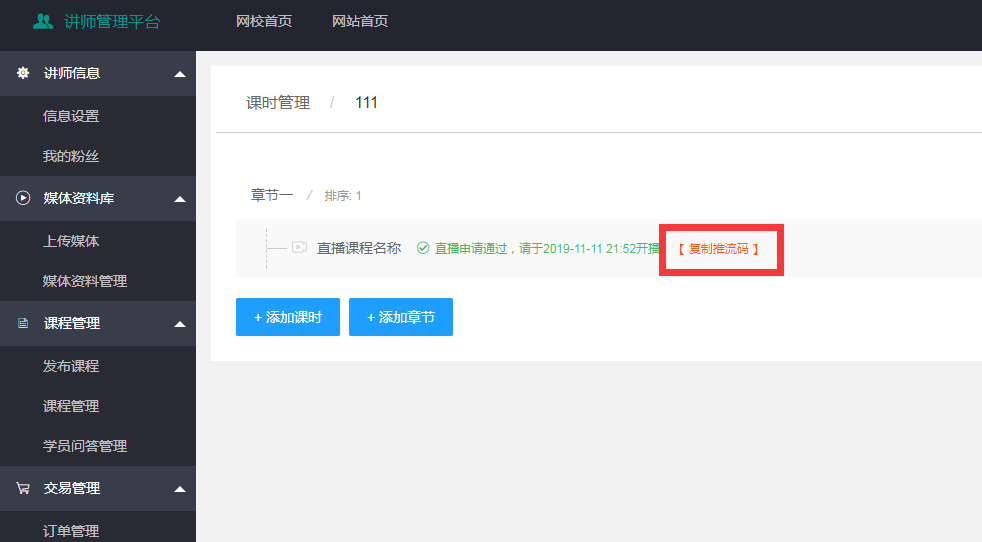 讲师管理平台 网校首页 网站首页
讲师信息
信息设置
我的粉丝
媒体资料库
上传媒体
媒体资料管理
课程管理
发布课程
课程管理
学员问答管理
交易管理
订单管理
课时管理 / 111
章节一 / 排序: 1
直播课程名称 直播申请通过，请于2019-11-11 21:52开播 【 复制推流码 】
+ 添加课时 + 添加章节